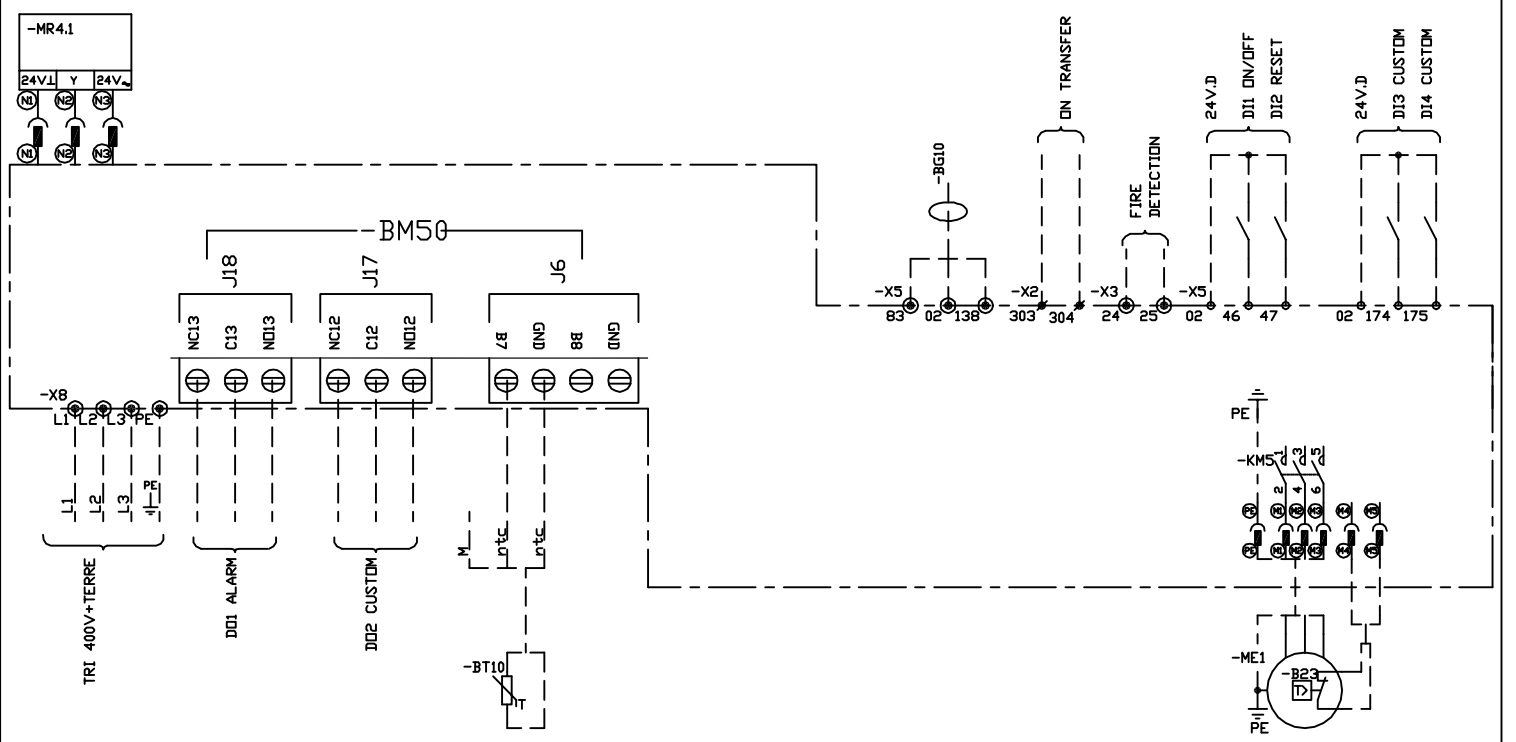 -MR4.1
24V⊥ Y 24V~
N1 N2 N3
N1 N2 N3
-BM50
J18
J17
J6
NC13 C13 NO13
NC12 C12 NO12
B7 GND B8 GND
-X8
L1 L2 L3 PE
L1 L2 L3 PE
TRI 400V+TERRE
DO1 ALARM
DO2 CUSTOM
M ntc ntc
-BT10
T
-BG10
ON TRANSFER
FIRE
DETECTION
24V.D
DI1 ON/OFF
DI2 RESET
24V.D
DI3 CUSTOM
DI4 CUSTOM
-X5
83 02 138
-X2
303 304
-X3
24 25
-X5
02 46 47
02 174 175
PE
-KM5
1 3 5
2 4 6
PE M1 M2 M3 M4 M5
PE M1 M2 M3 M4 M5
-ME1
-B23
T>
PE